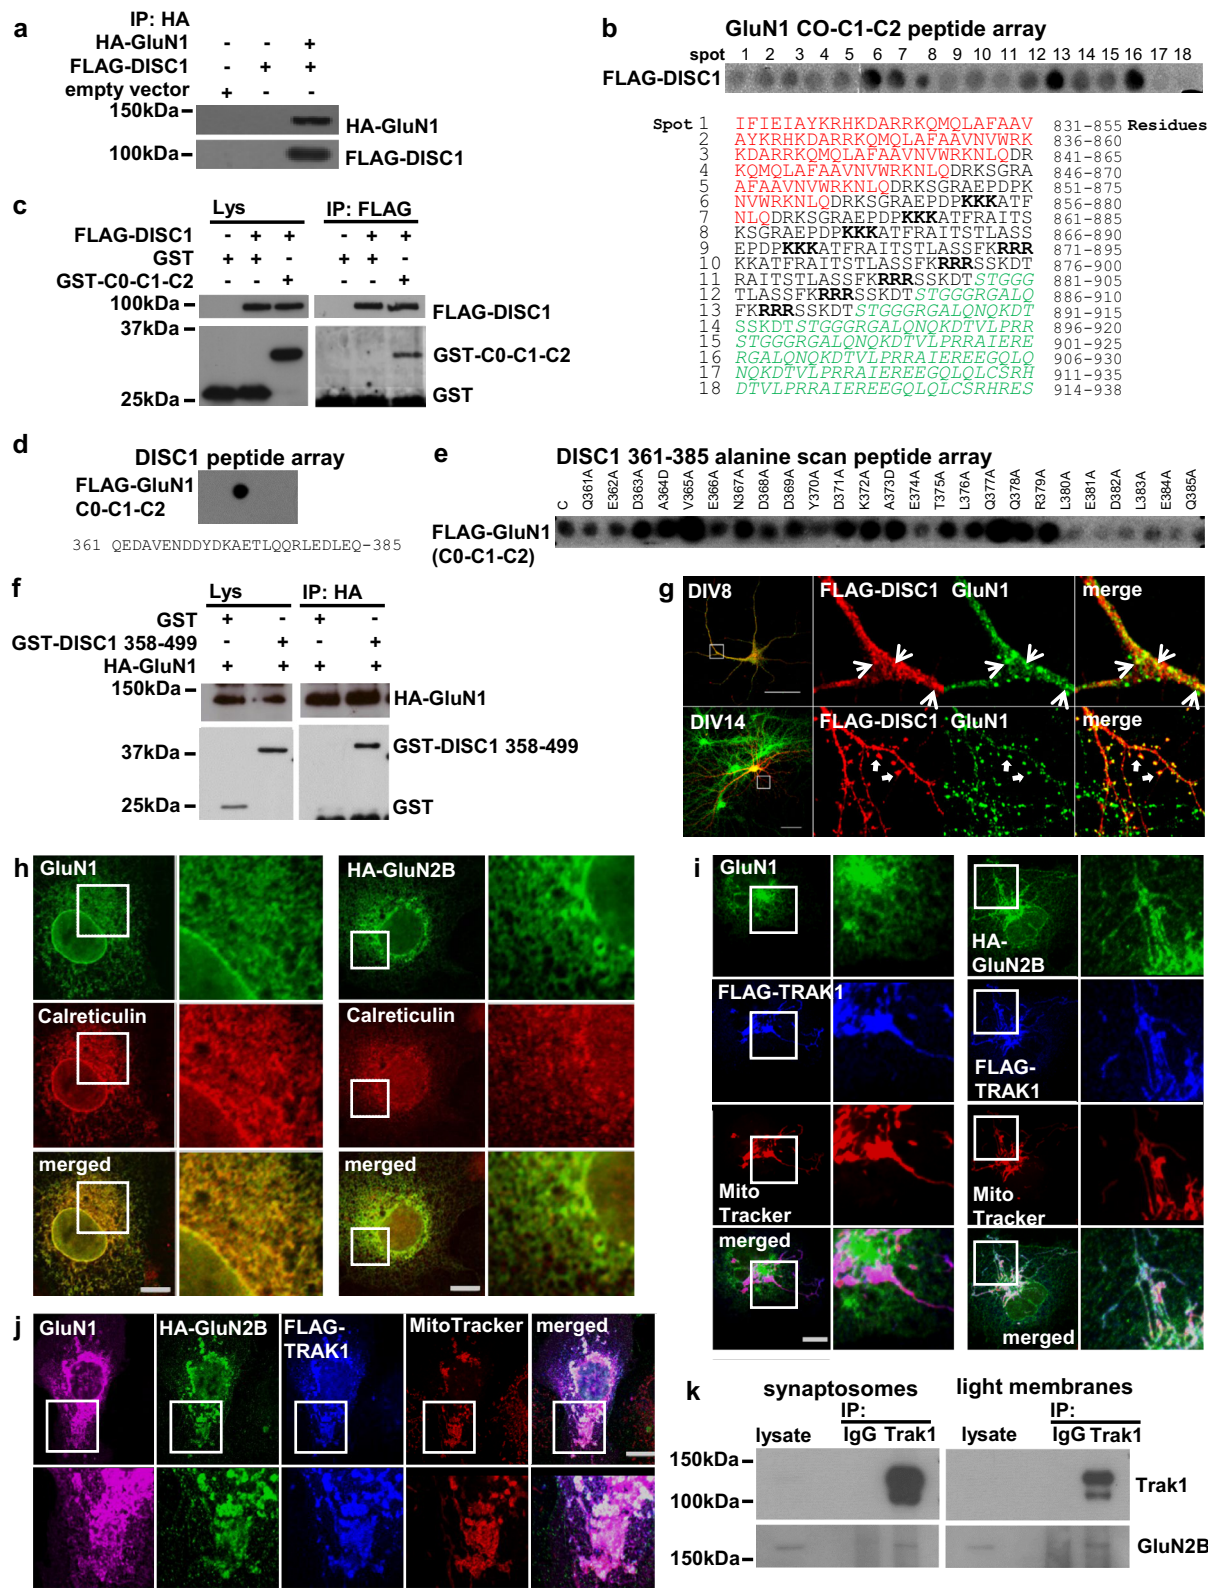 a
IP: HA
HA-GluN1 - - +
FLAG-DISC1 - + +
empty vector + - -
150kDa
HA-GluN1
100kDa
FLAG-DISC1
b
GluN1 CO-C1-C2 peptide array
spot 1 2 3 4 5 6 7 8 9 10 11 12 13 14 15 16 17 18
FLAG-DISC1
Spot 1 IFIEIAYKRHKDARRKQMQLAFAAV 831-855 Residues
2 AYKRHKDARRKQMQLAFAAVNVWRK 836-860
3 KDARRKQMQLAFAAVNVWRKNLQDR 841-865
4 KQMQLAFAAVNVWRKNLQDRKSGRA 846-870
5 AFAAVNVWRKNLQDRKSGRAEPDPK 851-875
6 NVWRKNLQDRKSGRAEPDPKKKATF 856-880
7 NLQDRKSGRAEPDPKKKATFRAITS 861-885
8 KSGRAEPDPKKKATFRAITSTLASS 866-890
9 EPDPKKKATFRAITSTLASSFKRRR 871-895
10 KKATFRAITSTLASSFKRRRSSKDT 876-900
11 RAITSTLASSFKRRRSSKDTSTGGG 881-905
12 TLASSFKRRRSSKDTSTGGGRGALQ 886-910
13 FKRRRSSKDTSTGGGRGALQNQKDT 891-915
14 SSKDTSTGGGRGALQNQKDTVLPRR 896-920
15 STGGGRGALQNQKDTVLPRRAIERE 901-925
16 RGALQNQKDTVLPRRAIEREEGQLQ 906-930
17 NQKDTVLPRRAIEREEGQLQLCSRH 911-935
18 DTVLPRRAIEREEGQLQLCSRHRES 914-938
c
Lys IP: FLAG
FLAG-DISC1 - + + - + +
GST + + - + + -
GST-C0-C1-C2 - - + - - +
100kDa
FLAG-DISC1
37kDa
GST-C0-C1-C2
25kDa
GST
d
DISC1 peptide array
FLAG-GluN1
C0-C1-C2
361 QEDAVENDDYDKAETLQQRLEDLEQ-385
e
DISC1 361-385 alanine scan peptide array
C Q361A E362A D363A A364D V365A E366A N367A D368A D369A Y370A D371A K372A A373D E374A T375A L376A Q377A Q378A R379A L380A E381A D382A L383A E384A Q385A
FLAG-GluN1
(C0-C1-C2)
f
Lys IP: HA
GST + - + -
GST-DISC1 358-499 - + - +
HA-GluN1 + + + +
150kDa
HA-GluN1
37kDa
GST-DISC1 358-499
25kDa
GST
g
DIV8 FLAG-DISC1 GluN1 merge
DIV14 FLAG-DISC1 GluN1 merge
h
GluN1 HA-GluN2B
Calreticulin Calreticulin
merged merged
i
GluN1
HA-
GluN2B
FLAG-TRAK1
FLAG-
TRAK1
Mito
Tracker
Mito
Tracker
merged
merged
j
GluN1 HA-GluN2B FLAG-
TRAK1 MitoTracker merged
k
synaptosomes light membranes
IP: IP:
lysate IgG Trak1 lysate IgG Trak1
150kDa
Trak1
100kDa
150kDa
GluN2B